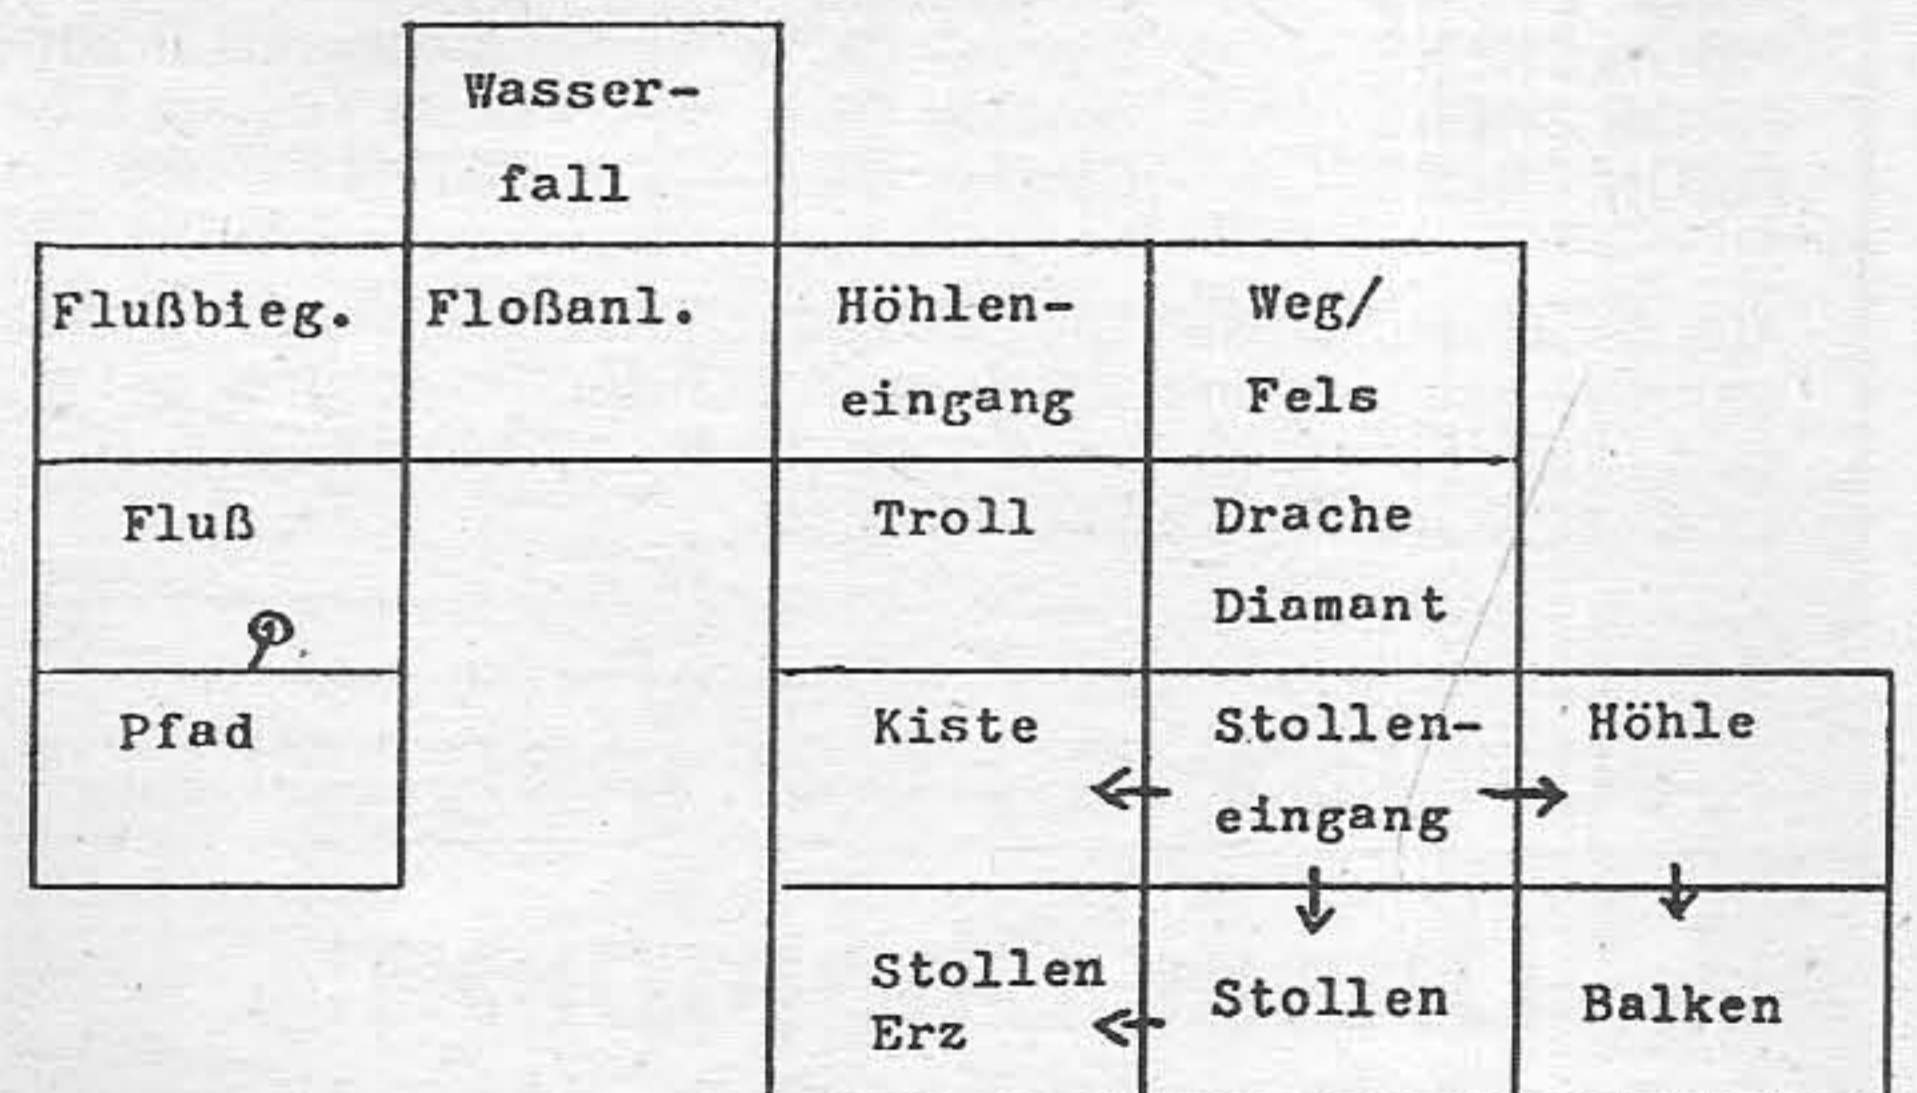 Wasser-
fall
Flußbieg.
Floßanl.
Höhlen-
eingang
Weg/
Fels
Fluß
Troll
Drache
Diamant
Pfad
Kiste
Stollen-
eingang
Höhle
Stollen
Erz
Stollen
Balken